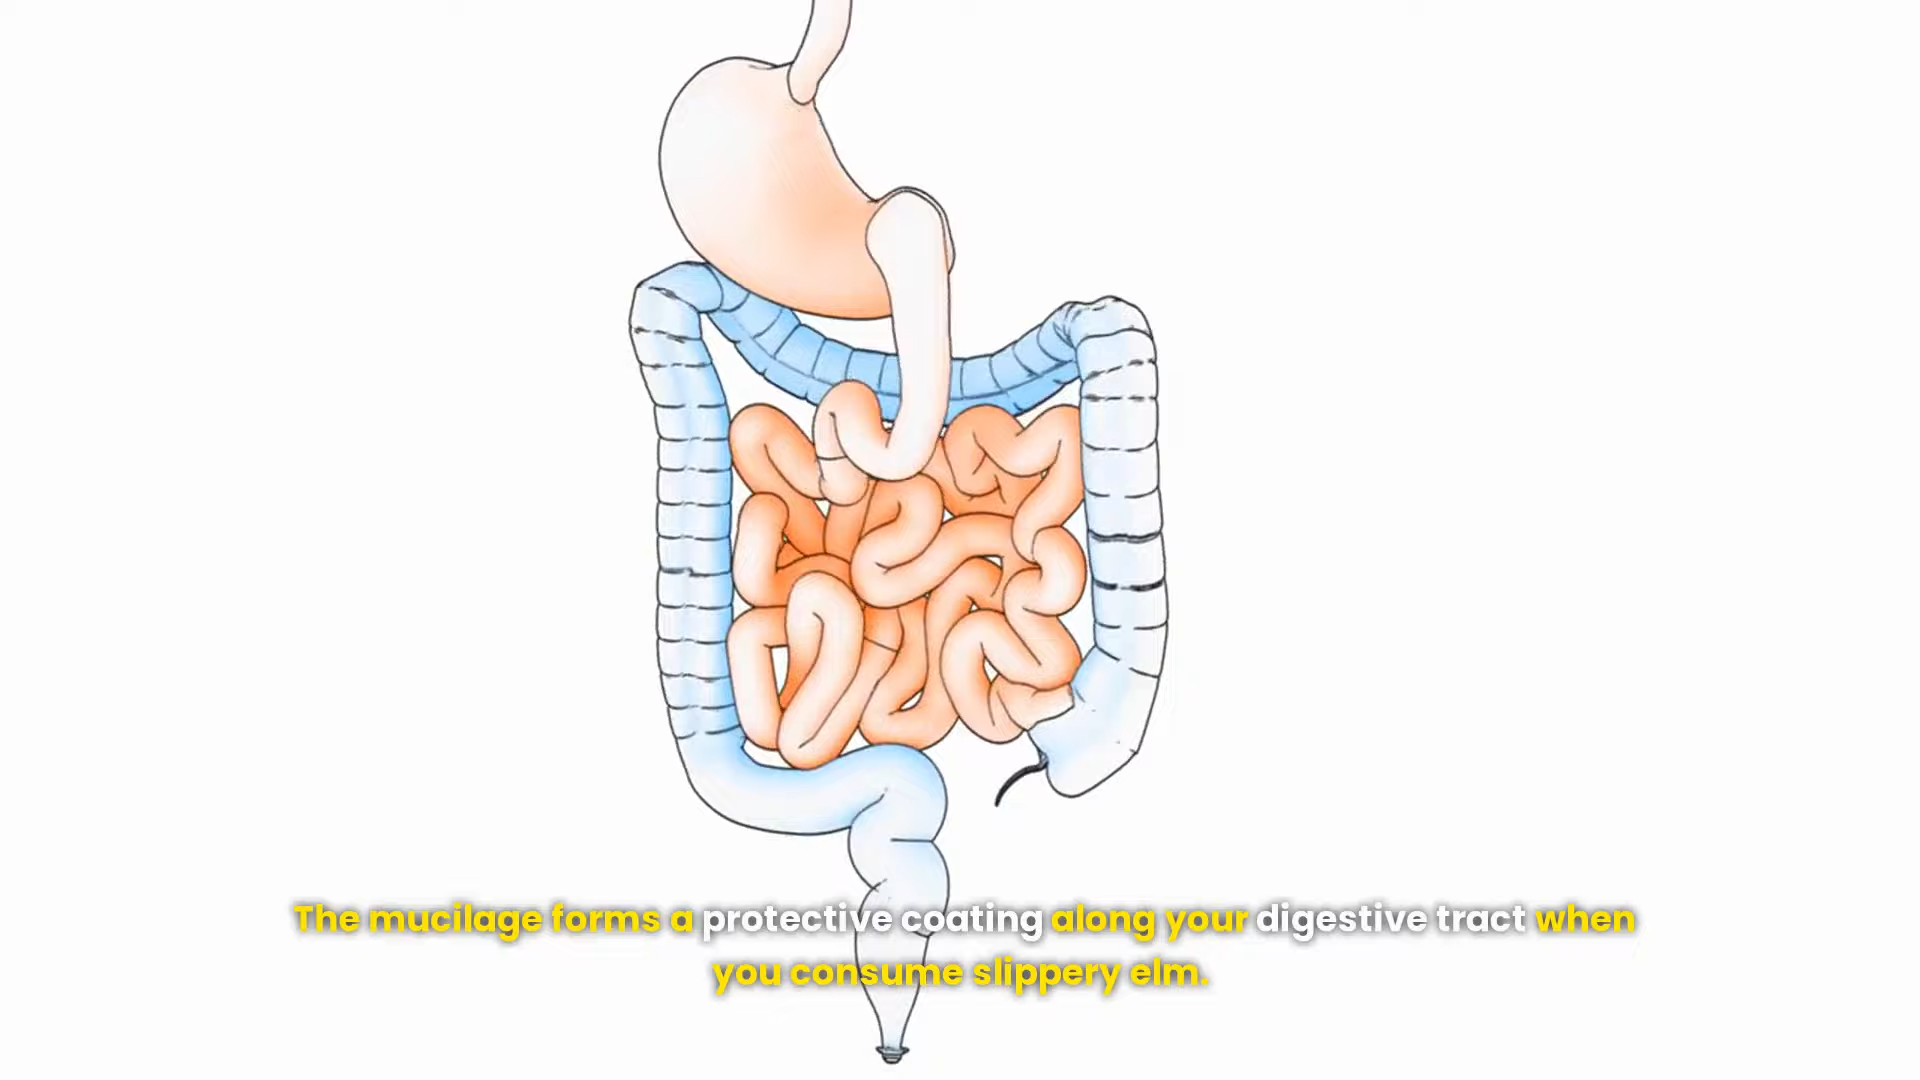 The mucilage forms a protective coating along your digestive tract when
you consume slippery elm.